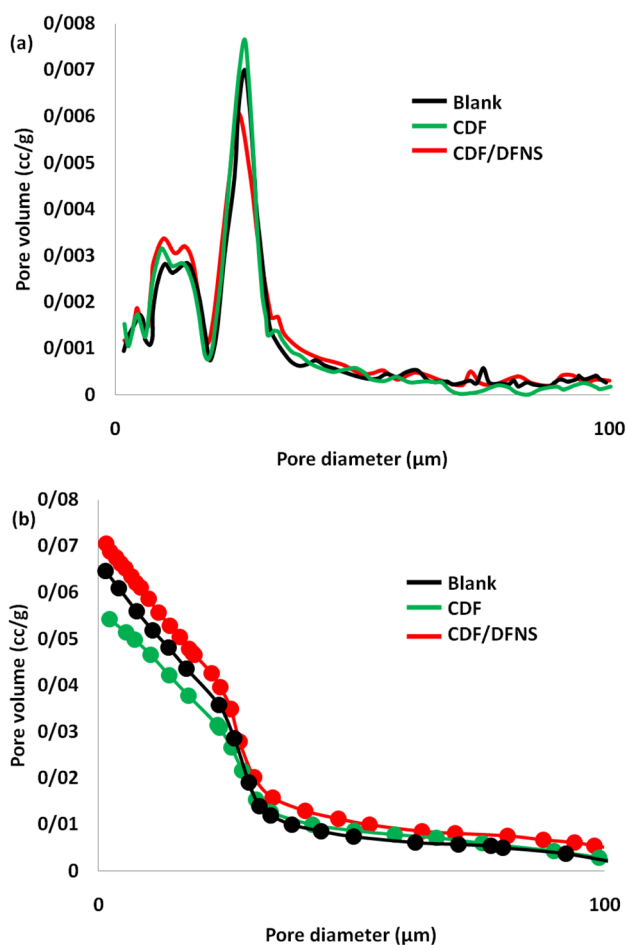 (a)
Pore volume (cc/g)
0/008
0/007
0/006
0/005
0/004
0/003
0/002
0/001
0
Blank
CDF
CDF/DFNS
0
100
Pore diameter (μm)
(b)
Pore volume (cc/g)
0/08
0/07
0/06
0/05
0/04
0/03
0/02
0/01
0
Blank
CDF
CDF/DFNS
0
100
Pore diameter (μm)